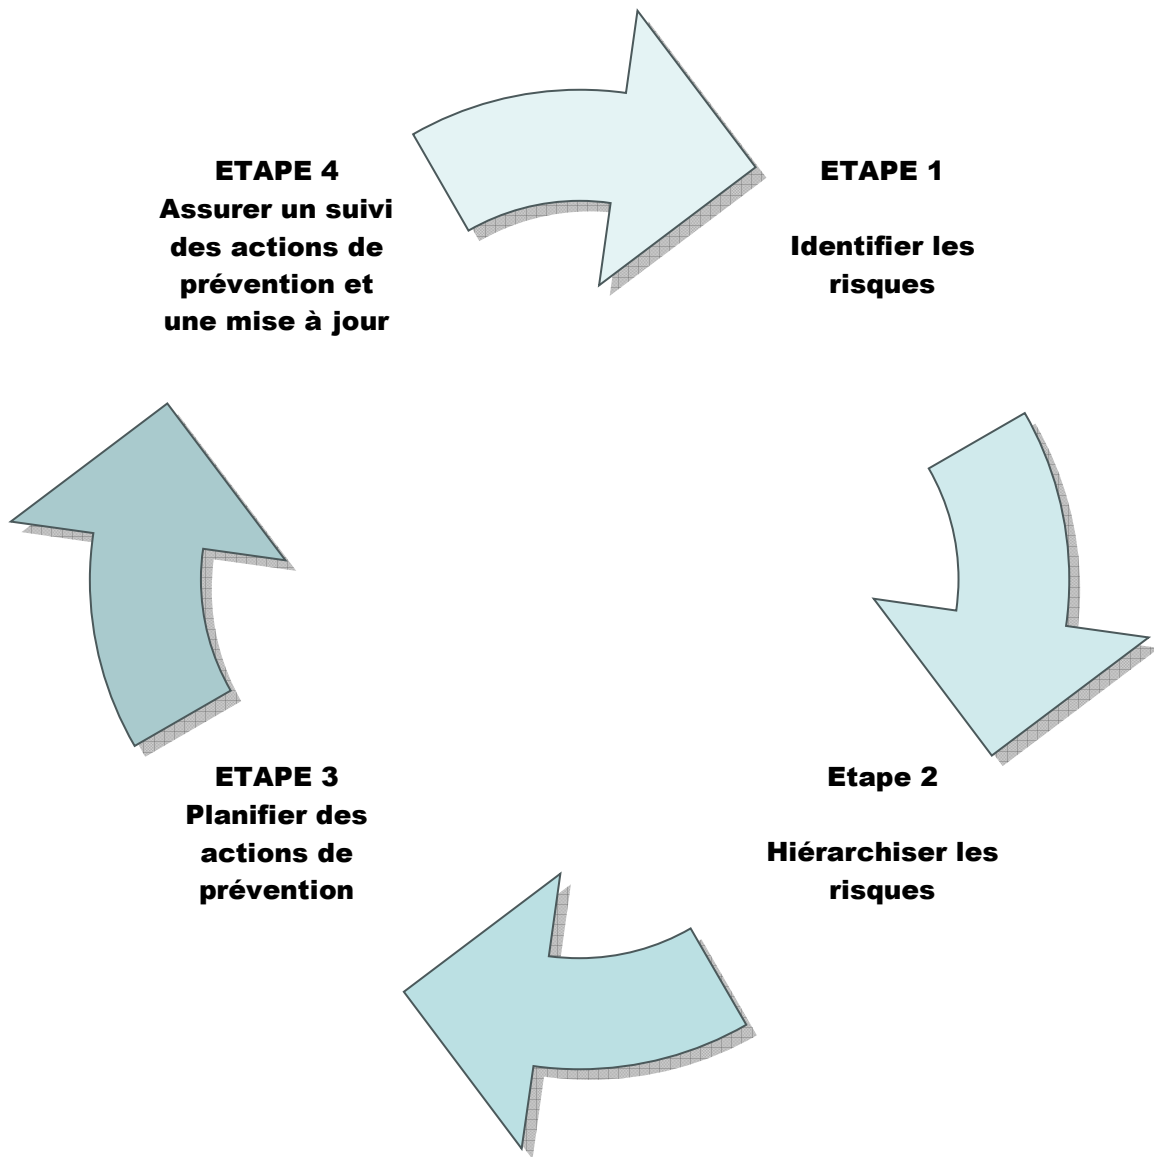 ETAPE 1
Identifier les
risques
Etape 2
Hiérarchiser les
risques
ETAPE 3
Planifier des
actions de
prévention
ETAPE 4
Assurer un suivi
des actions de
prévention et
une mise à jour